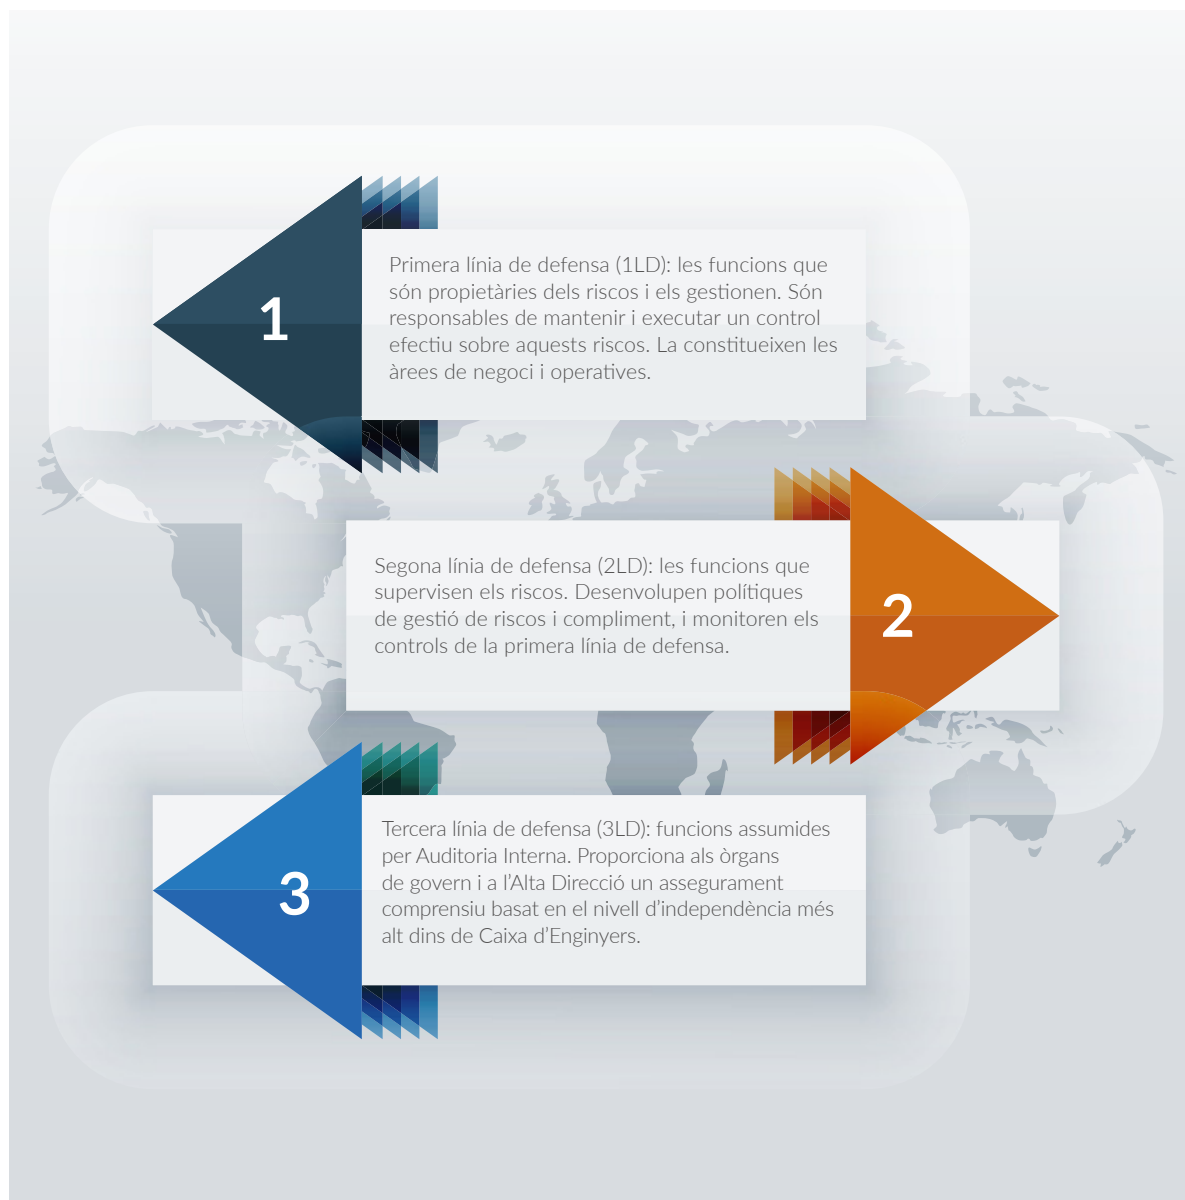 1
Primera línia de defensa (1LD): les funcions que
són propietàries dels riscos i els gestionen. Són
responsables de mantenir i executar un control
efectiu sobre aquests riscos. La constitueixen les
àrees de negoci i operatives.
Segona línia de defensa (2LD): les funcions que
supervisen els riscos. Desenvolupen polítiques
de gestió de riscos i compliment, i monitoren els
controls de la primera línia de defensa.
2
3
Tercera línia de defensa (3LD): funcions assumides
per Auditoria Interna. Proporciona als òrgans
de govern i a l’Alta Direcció un assegurament
comprensiu basat en el nivell d’independència més
alt dins de Caixa d’Enginyers.